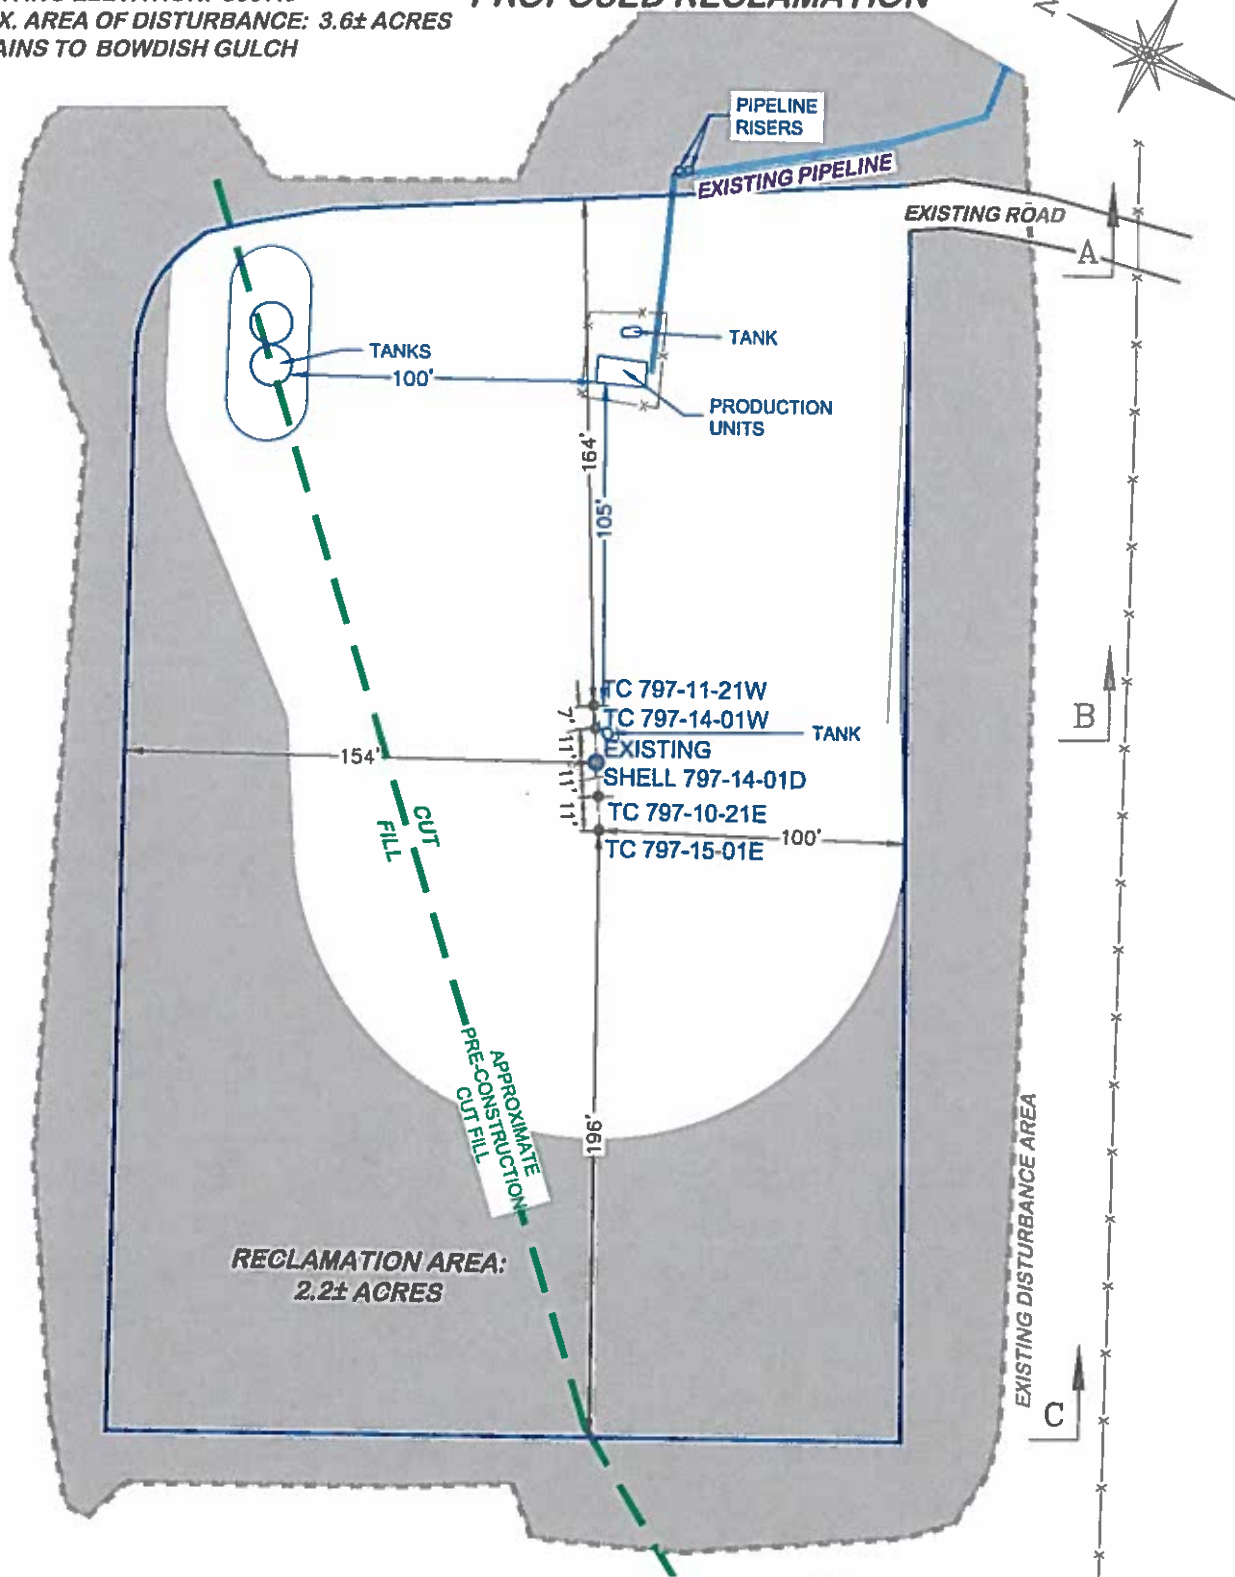 PROPOSED RECLAMATION
X. AREA OF DISTURBANCE: 3.6± ACRES
AINS TO BOWDISH GULCH
PIPELINE
RISERS
EXISTING PIPELINE
EXISTING ROAD
A
TANK
TANKS
100'
PRODUCTION
UNITS
164'
105'
TC 797-11-21W
7'
TC 797-14-01W
TANK
B
11'
EXISTING
154'
SHELL 797-14-01D
11'
TC 797-10-21E
11'
100'
TC 797-15-01E
CUT
FILL
APPROXIMATE
PRE-CONSTRUCTION
CUT FILL
196'
EXISTING DISTURBANCE AREA
RECLAMATION AREA:
2.2± ACRES
C